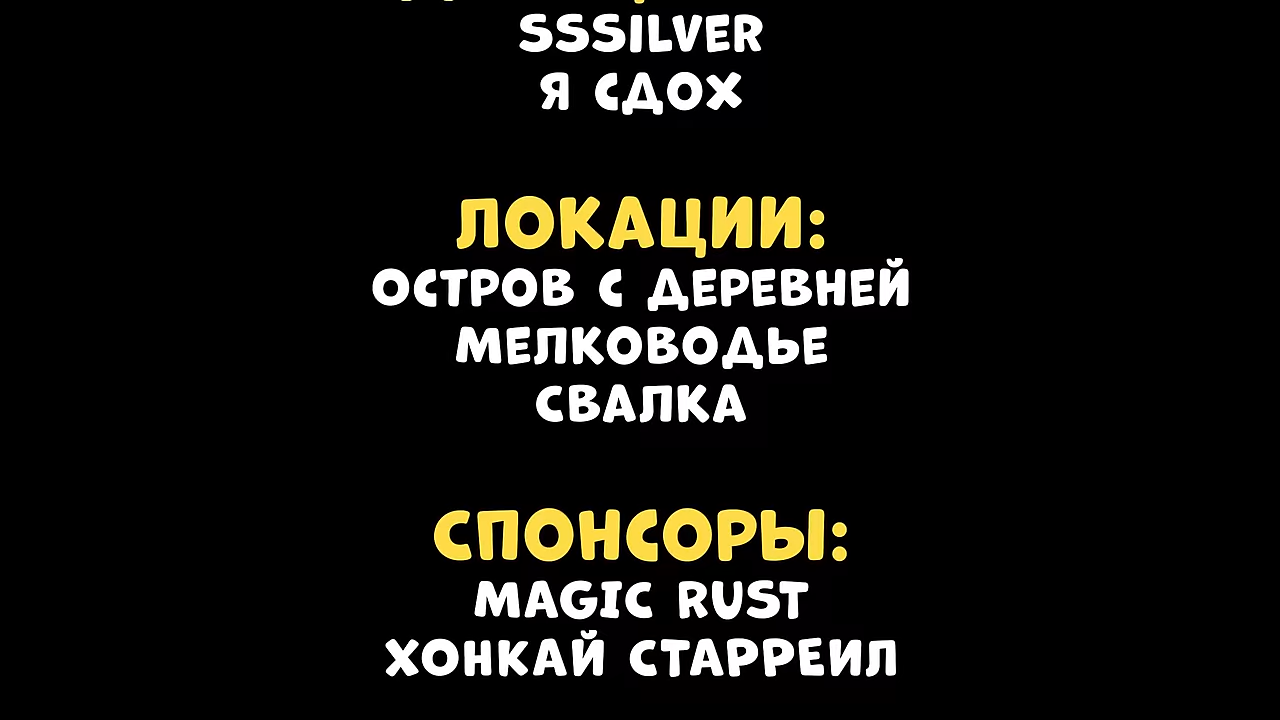 SSSILVER
Я СДОХ
ЛОКАЦИИ:
ОСТРОВ С ДЕРЕВНЕЙ
МЕЛКОВОДЬЕ
СВАЛКА
СПОНСОРЫ:
MAGIC RUST
ХОНКАЙ СТАРРЕИЛ